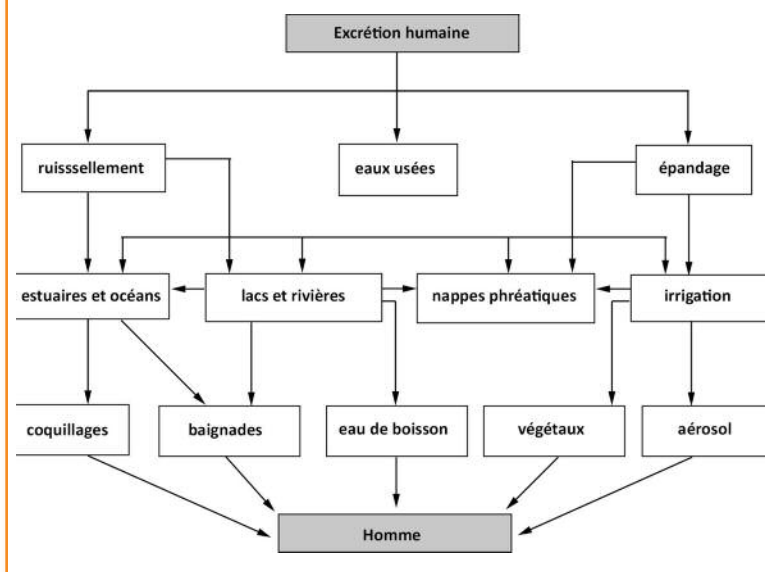 Excrétion humaine
ruisssellement
eaux usées
épandage
estuaires et océans
lacs et rivières
nappes phréatiques
irrigation
coquillages
baignades
eau de boisson
végétaux
aérosol
Homme